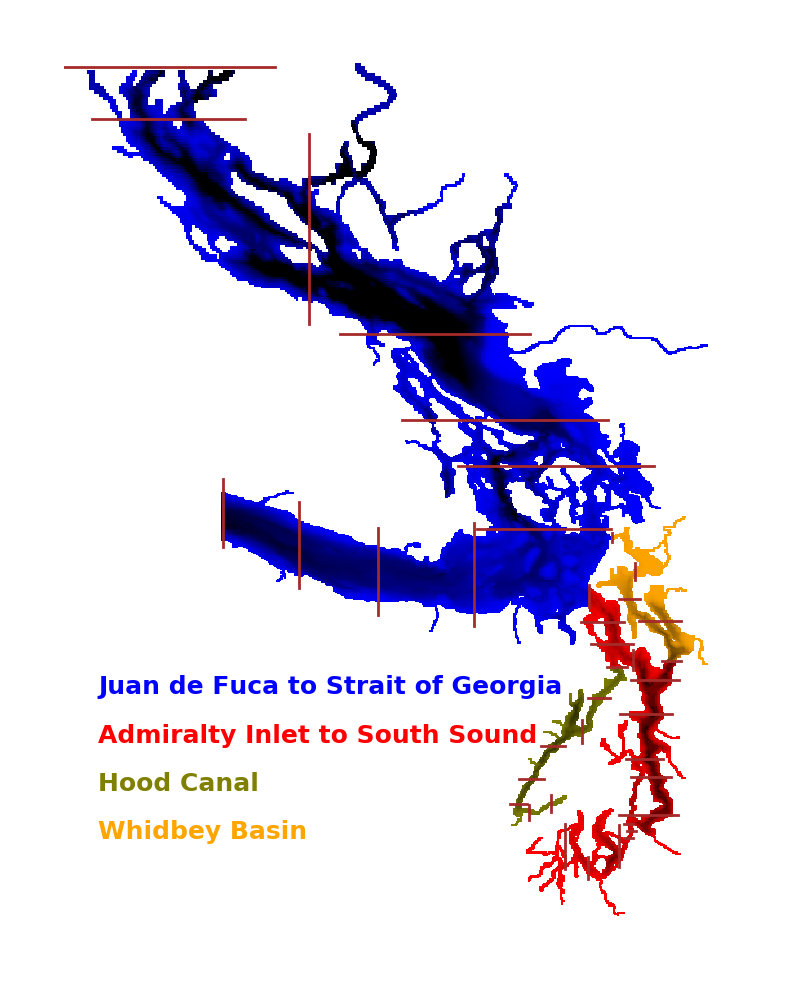 Juan de Fuca to Strait of Georgia
Admiralty Inlet to South Sound
Hood Canal
Whidbey Basin